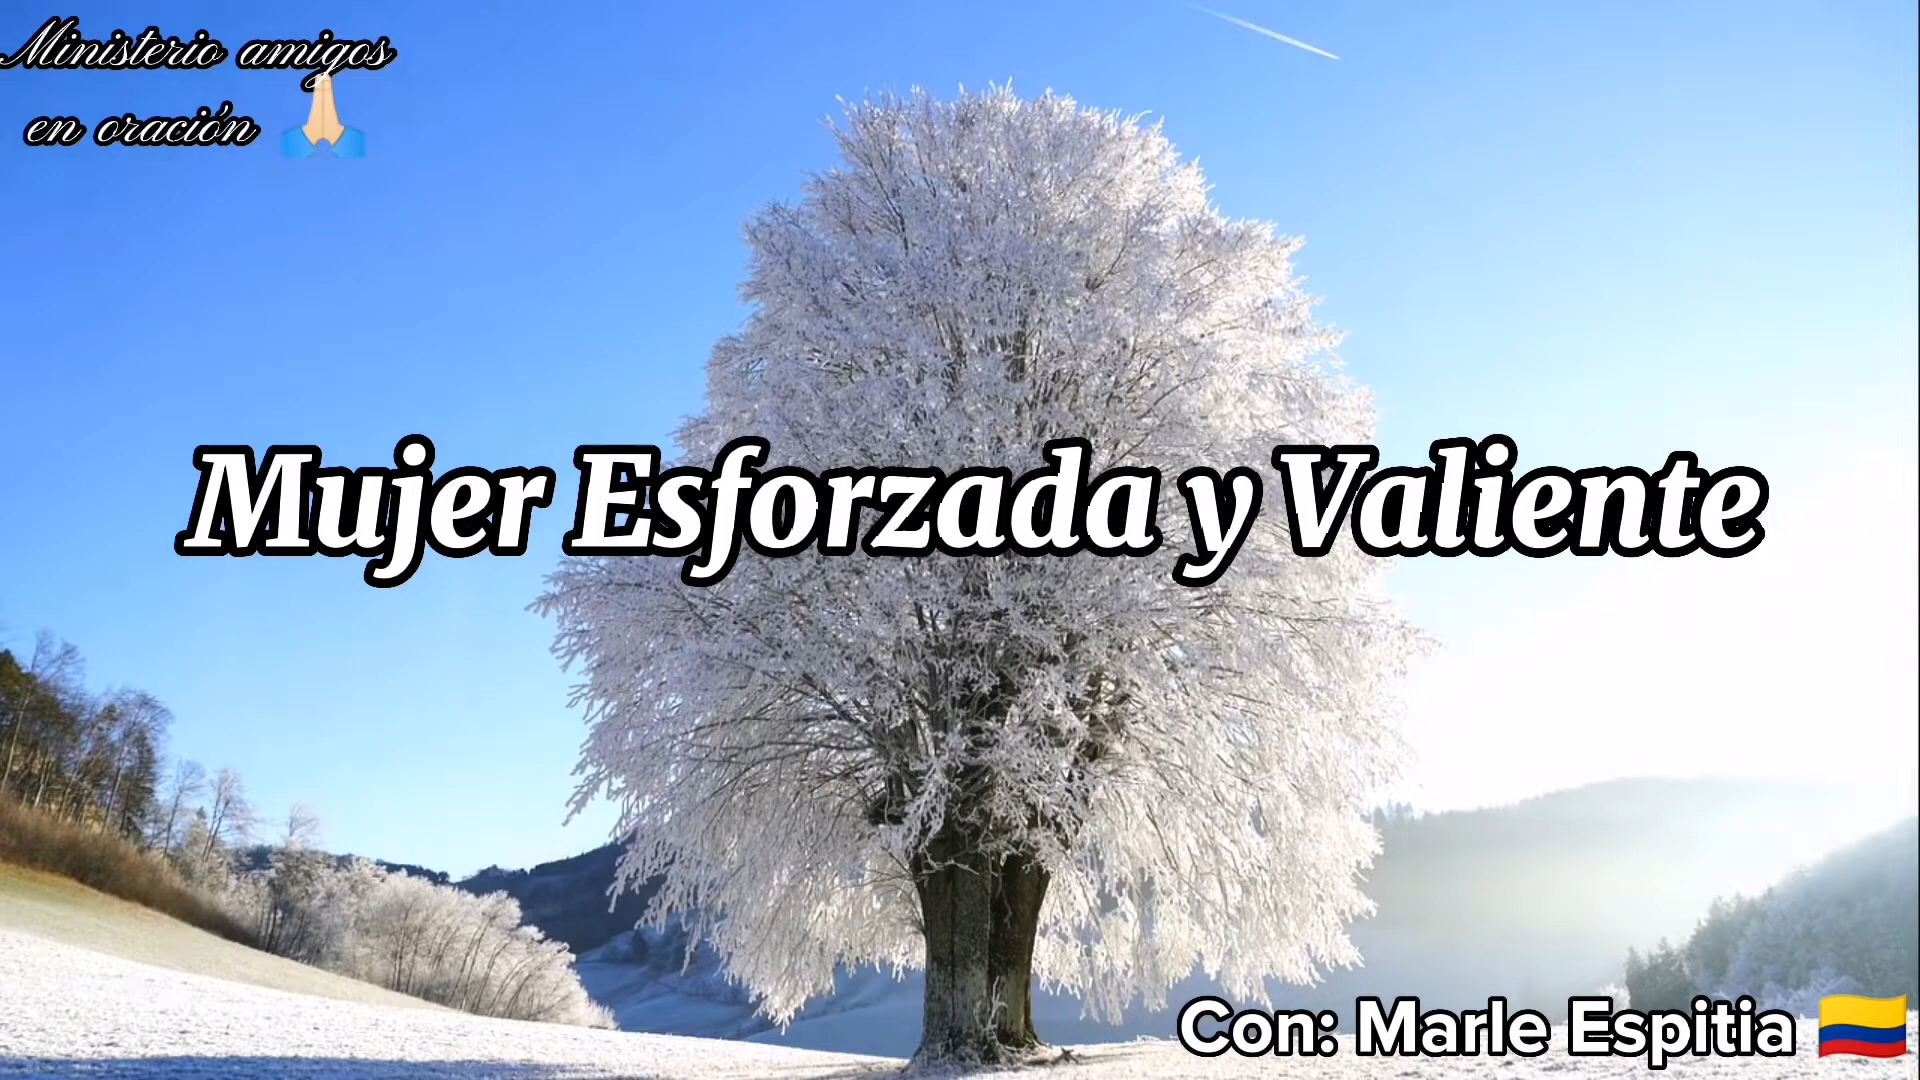 Ministerio amigos
en oración 🙏🏻
Mujer Esforzada y Valiente
Con: Marle Espitia 🇨🇴